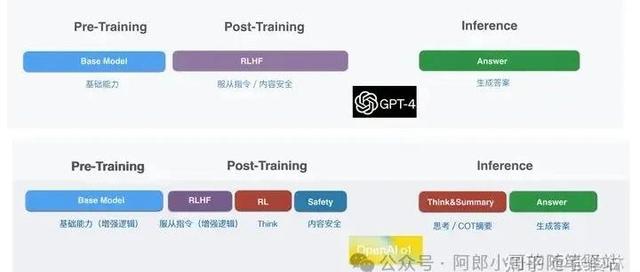 Pre-Training Post-Training Inference
Base Model RLHF Answer
基础能力 服从指令 / 内容安全 生成答案
GPT-4
Pre-Training Post-Training Inference
Base Model RLHF RL Safety Think&Summary Answer
基础能力（增强逻辑） 服从指令（增强逻辑） Think 内容安全 思考 / COT摘要 生成答案
OpenAI o1
公众号 · 阿郎小哥的随笔驿站